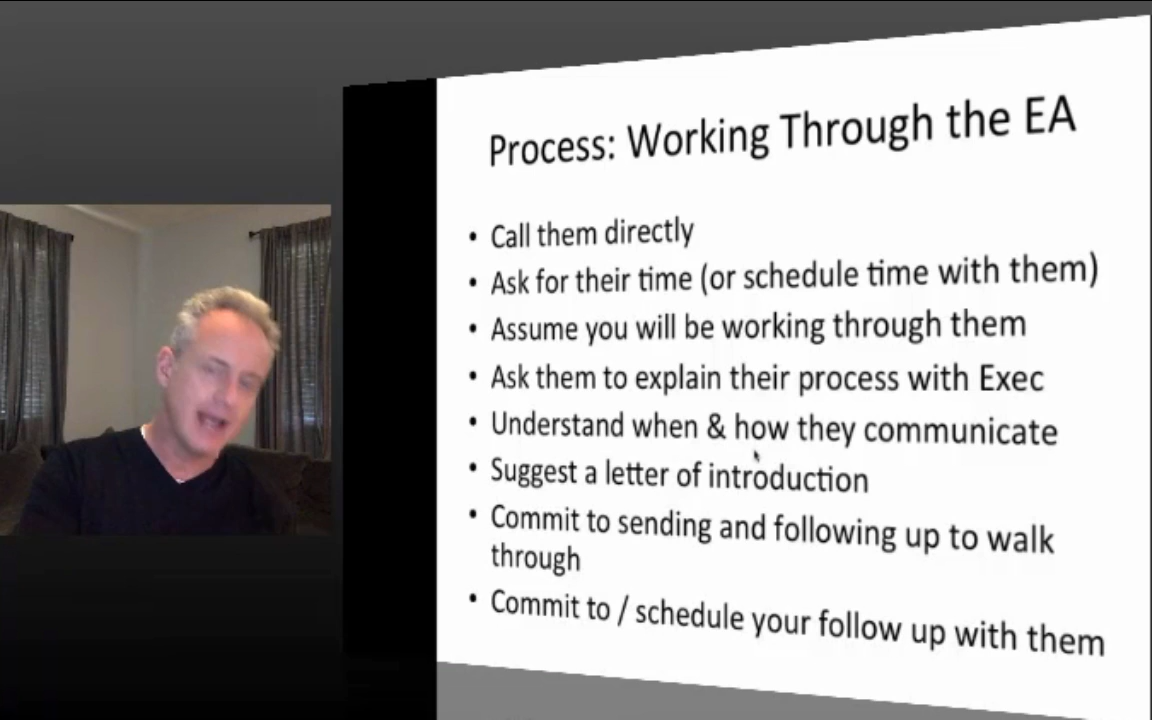 Process: Working Through the EA
• Call them directly
• Ask for their time (or schedule time with them)
• Assume you will be working through them
• Ask them to explain their process with Exec
• Understand when & how they communicate
• Suggest a letter of introduction
• Commit to sending and following up to walk
through
• Commit to / schedule your follow up with them